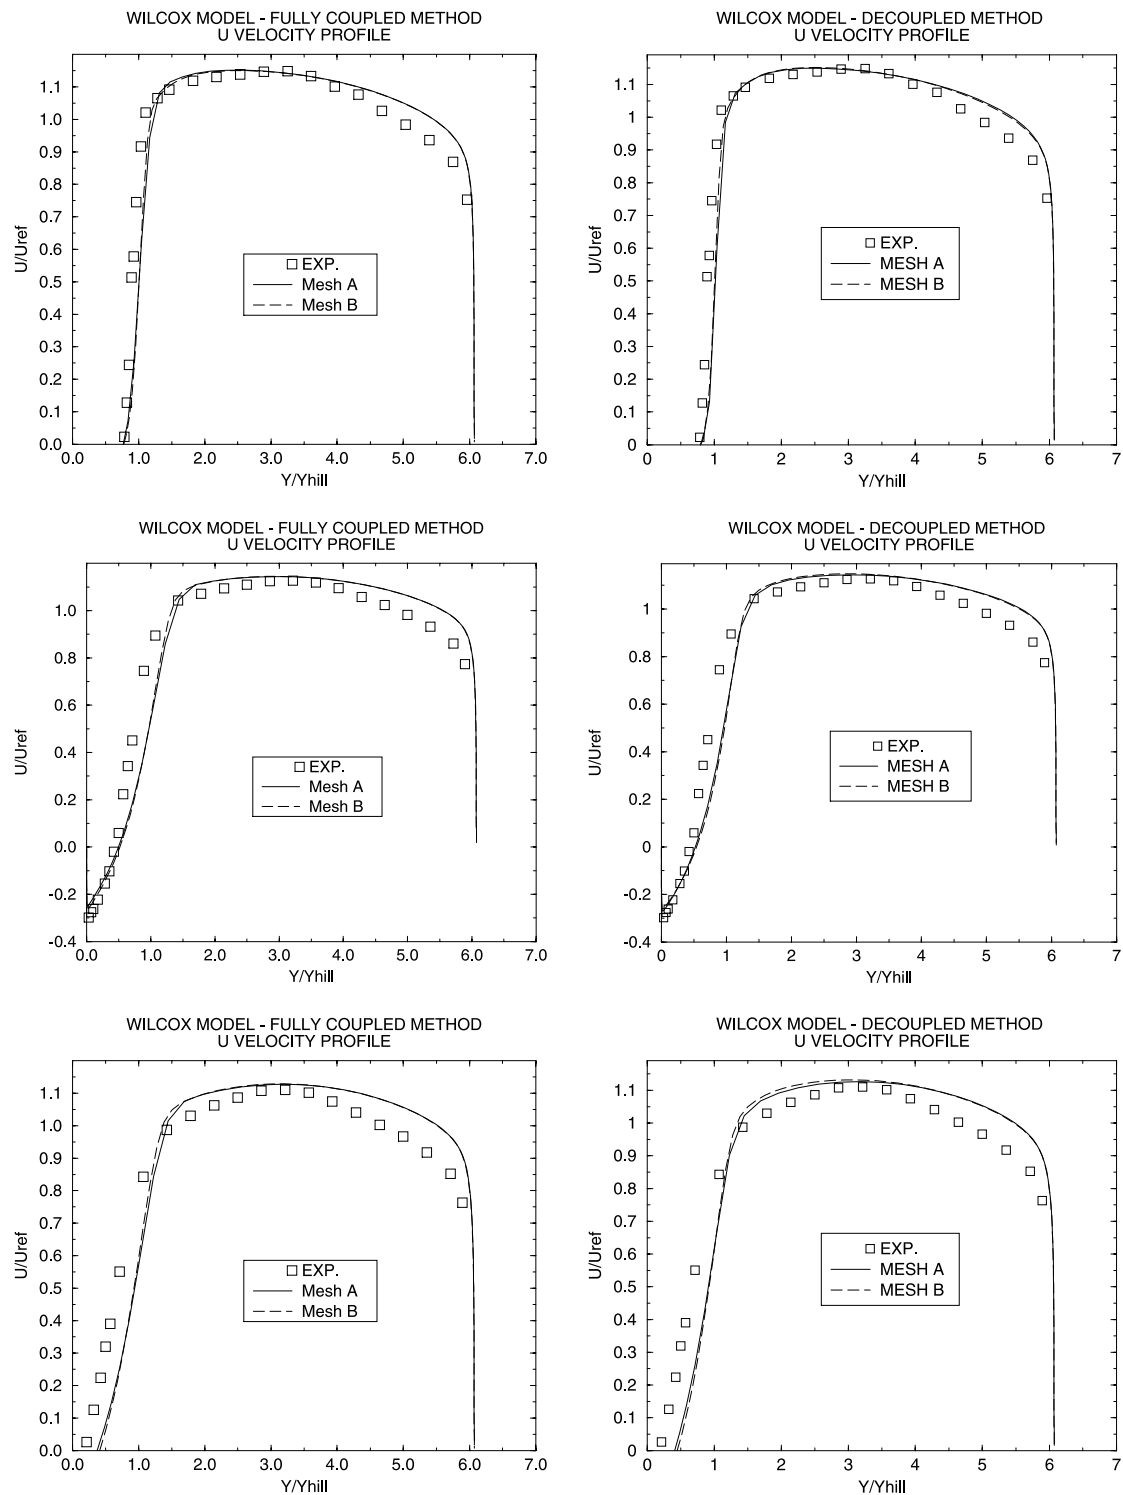 WILCOX MODEL - FULLY COUPLED METHOD
U VELOCITY PROFILE
1.1
1.0
0.9
0.8
0.7
0.6
0.5
0.4
0.3
0.2
0.1
0.0
U/Uref
EXP.
Mesh A
Mesh B
0.0 1.0 2.0 3.0 4.0 5.0 6.0 7.0
Y/Yhill
WILCOX MODEL - DECOUPLED METHOD
U VELOCITY PROFILE
1.1
1
0.9
0.8
0.7
0.6
0.5
0.4
0.3
0.2
0.1
0
U/Uref
EXP.
MESH A
MESH B
0 1 2 3 4 5 6 7
Y/Yhill
WILCOX MODEL - FULLY COUPLED METHOD
U VELOCITY PROFILE
1.0
0.8
0.6
0.4
0.2
0.0
-0.2
-0.4
U/Uref
EXP.
Mesh A
Mesh B
0.0 1.0 2.0 3.0 4.0 5.0 6.0 7.0
Y/Yhill
WILCOX MODEL - DECOUPLED METHOD
U VELOCITY PROFILE
1
0.8
0.6
0.4
0.2
0
-0.2
-0.4
U/Uref
EXP.
MESH A
MESH B
0 1 2 3 4 5 6 7
Y/Yhill
WILCOX MODEL - FULLY COUPLED METHOD
U VELOCITY PROFILE
1.1
1.0
0.9
0.8
0.7
0.6
0.5
0.4
0.3
0.2
0.1
0.0
U/Uref
EXP.
Mesh A
Mesh B
0.0 1.0 2.0 3.0 4.0 5.0 6.0 7.0
Y/Yhill
WILCOX MODEL - DECOUPLED METHOD
U VELOCITY PROFILE
1.1
1
0.9
0.8
0.7
0.6
0.5
0.4
0.3
0.2
0.1
0
U/Uref
EXP.
MESH A
MESH B
0 1 2 3 4 5 6 7
Y/Yhill